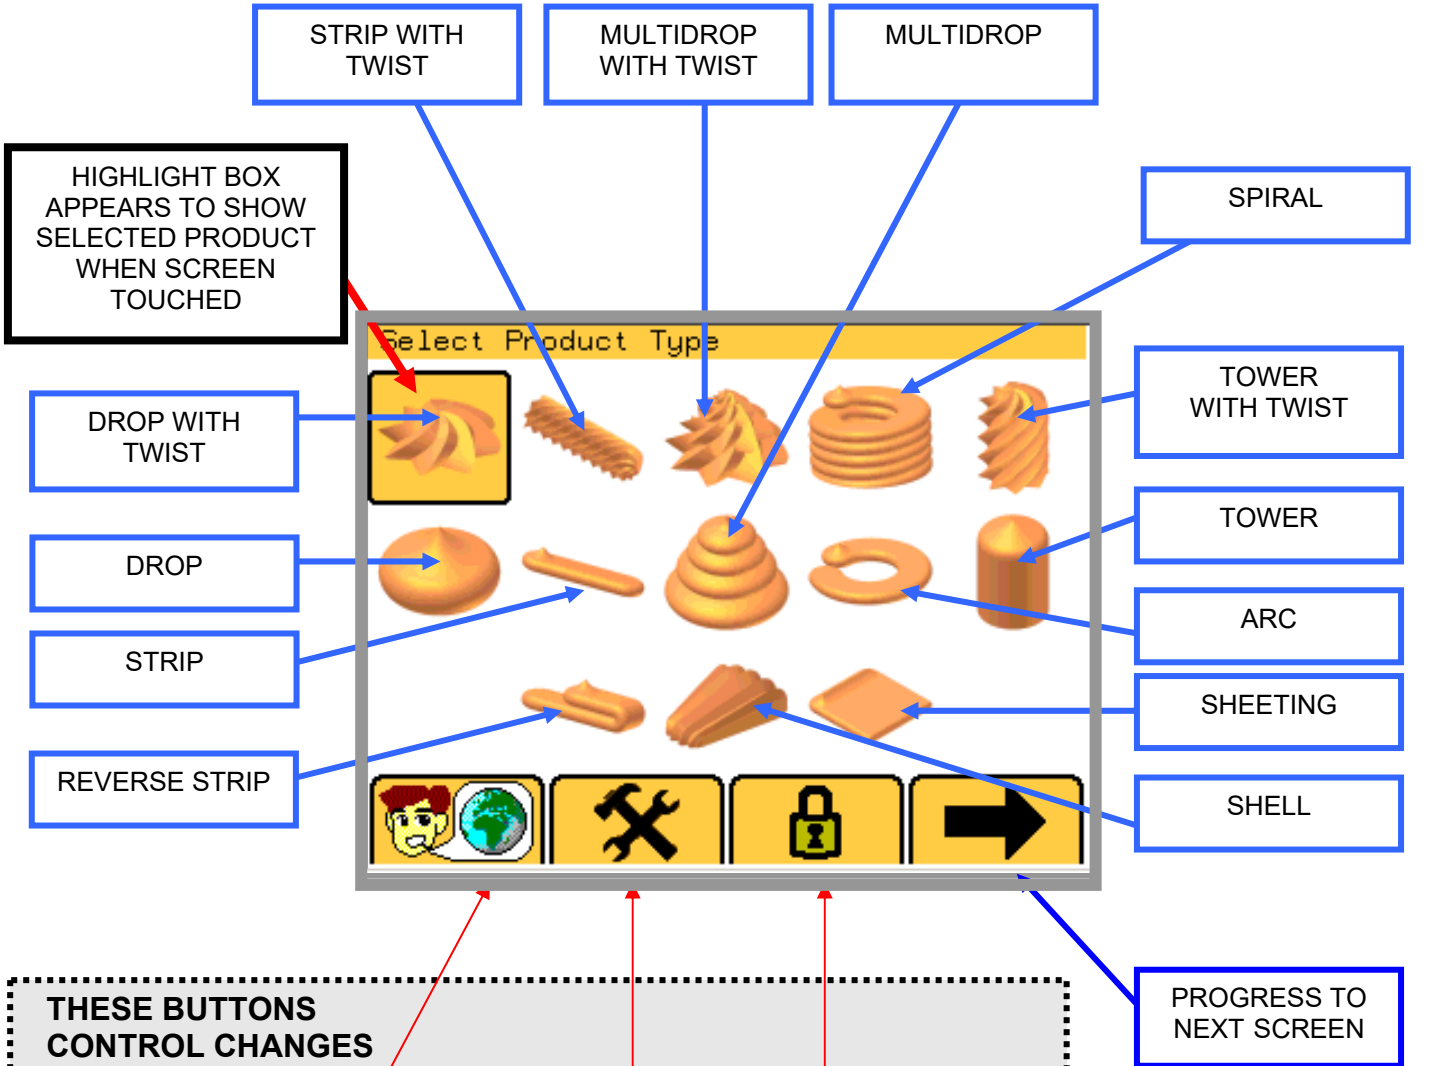 STRIP WITH
TWIST
MULTIDROP
WITH TWIST
MULTIDROP
HIGHLIGHT BOX
APPEARS TO SHOW
SELECTED PRODUCT
WHEN SCREEN
TOUCHED
SPIRAL
Select Product Type
TOWER
WITH TWIST
DROP WITH
TWIST
TOWER
DROP
ARC
STRIP
SHEETING
REVERSE STRIP
SHELL
THESE BUTTONS
CONTROL CHANGES
PROGRESS TO
NEXT SCREEN